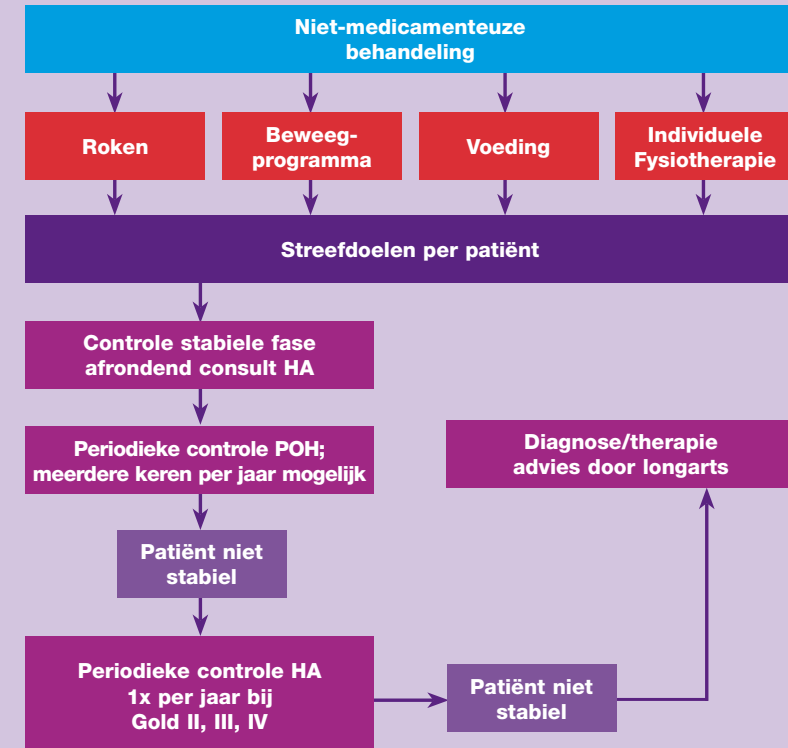 Niet-medicamenteuze
behandeling
Roken
Beweeg-
programma
Voeding
Individuele
Fysiotherapie
Streefdoelen per patiënt
Controle stabiele fase
afrondend consult HA
Periodieke controle POH;
meerdere keren per jaar mogelijk
Diagnose/therapie
advies door longarts
Patiënt niet
stabiel
Periodieke controle HA
1x per jaar bij
Gold II, III, IV
Patiënt niet
stabiel